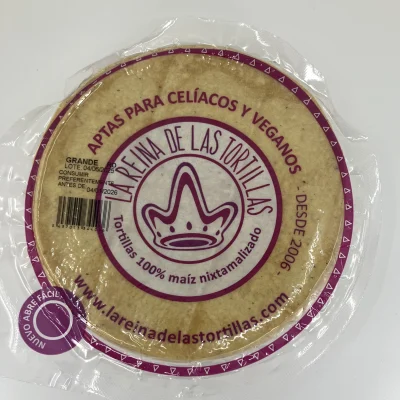 APTAS PARA CELÍACOS Y VEGANOS
DESDE 2006
LA REINA DE LAS TORTILLAS
Tortillas 100% maíz nixtamalizado
GRANDE
CONSUMIR
PREFERENTEMENTE
ANTES DE
www.lareinadelastortillas.com
NUEVO ABRE FÁCIL